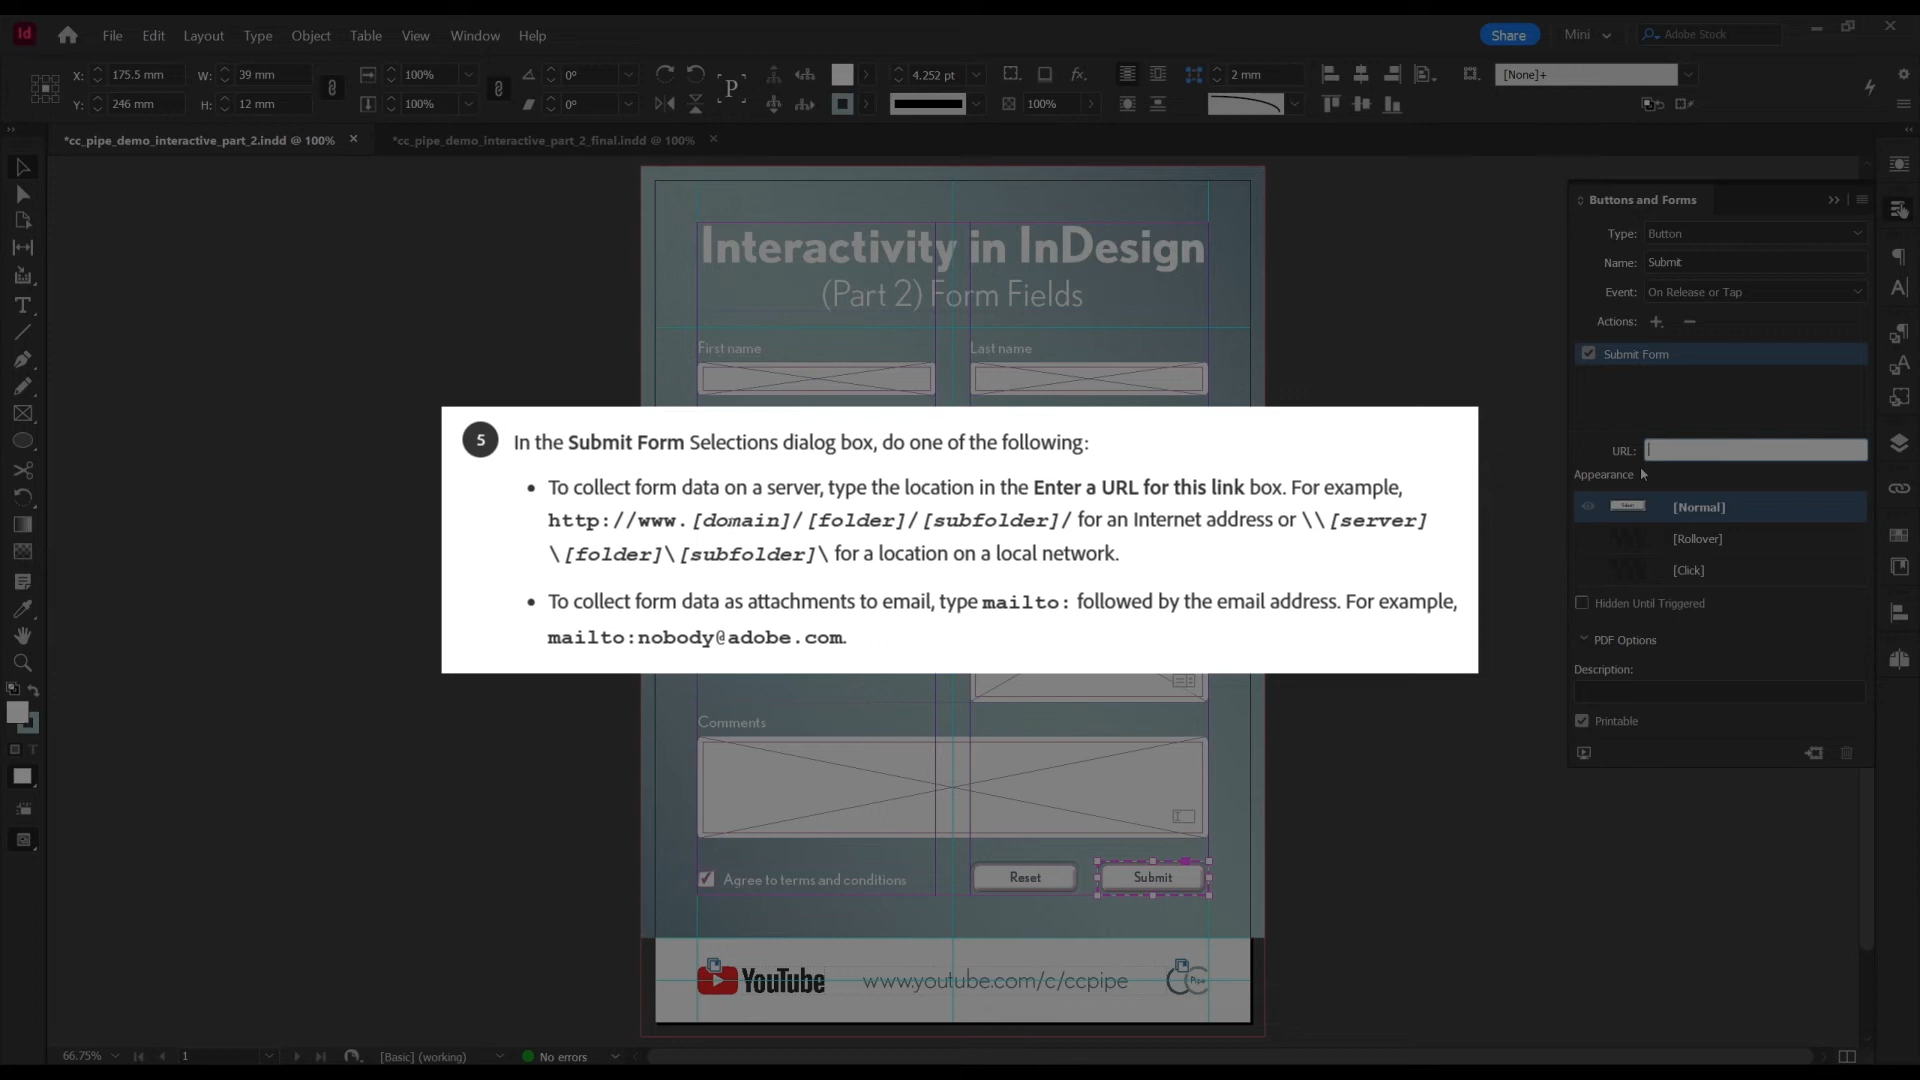 Id File Edit Layout Type Object Table View Window Help Share Mini Adobe Stock
X: 175.5 mm W: 39 mm 100% 0° P fx. 4.252 pt 2 mm [None]+
Y: 246 mm H: 12 mm 100% 0° 100%
*cc_pipe_demo_interactive_part_2.indd @ 100% *cc_pipe_demo_interactive_part_2_final.indd @ 100%
Interactivity in InDesign
(Part 2) Form Fields
First name Last name
5 In the Submit Form Selections dialog box, do one of the following:
• To collect form data on a server, type the location in the Enter a URL for this link box. For example,
http://www.[domain]/[folder]/[subfolder]/ for an Internet address or \\[server]
\[folder]\[subfolder]\ for a location on a local network.
• To collect form data as attachments to email, type mailto: followed by the email address. For example,
mailto:nobody@adobe.com.
Comments
Agree to terms and conditions Reset Submit
YouTube www.youtube.com/c/ccpipe CC Pipe
Buttons and Forms
Type: Button
Name: Submit
Event: On Release or Tap
Actions:
Submit Form
URL:
Appearance
[Normal]
[Rollover]
[Click]
Hidden Until Triggered
PDF Options
Description:
Printable
66.75% 1 [Basic] (working) No errors